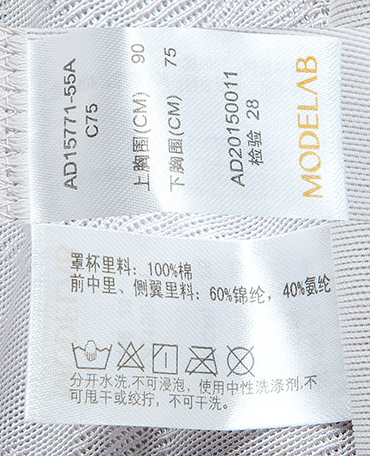 AD15771-55A
C75
上胸围(CM) 90
下胸围(CM) 75
AD20150011
检验 28
MODELAB
罩杯里料：100%棉
前中里、侧翼里料：60%锦纶，40%氨纶
分开水洗,不可浸泡，使用中性洗涤剂,不
可甩干或绞拧，不可干洗。